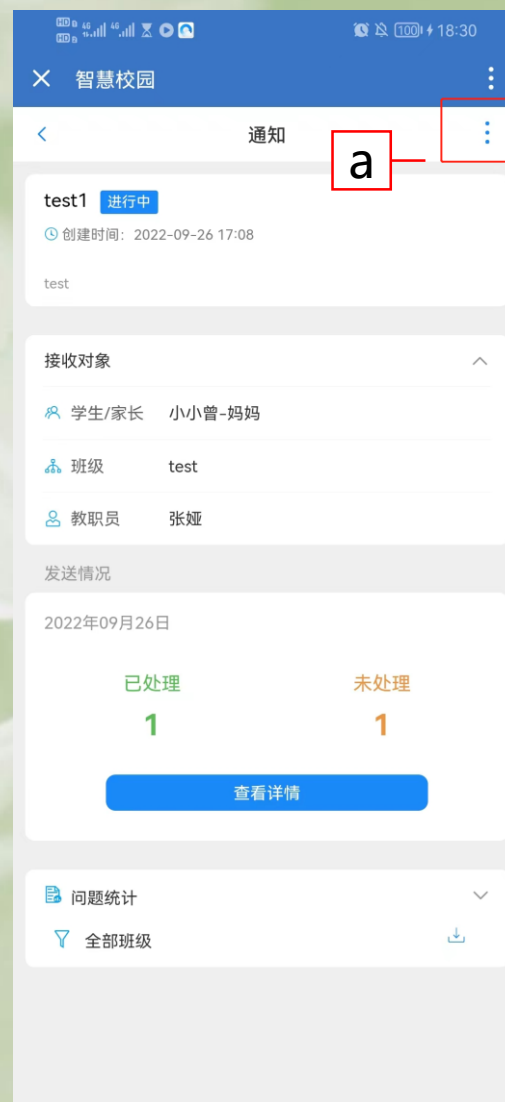 100 18:30
智慧校园
通知
a
test1 进行中
创建时间：2022-09-26 17:08
test
接收对象
学生/家长 小小曾-妈妈
班级 test
教职员 张娅
发送情况
2022年09月26日
已处理 未处理
1 1
查看详情
问题统计
全部班级